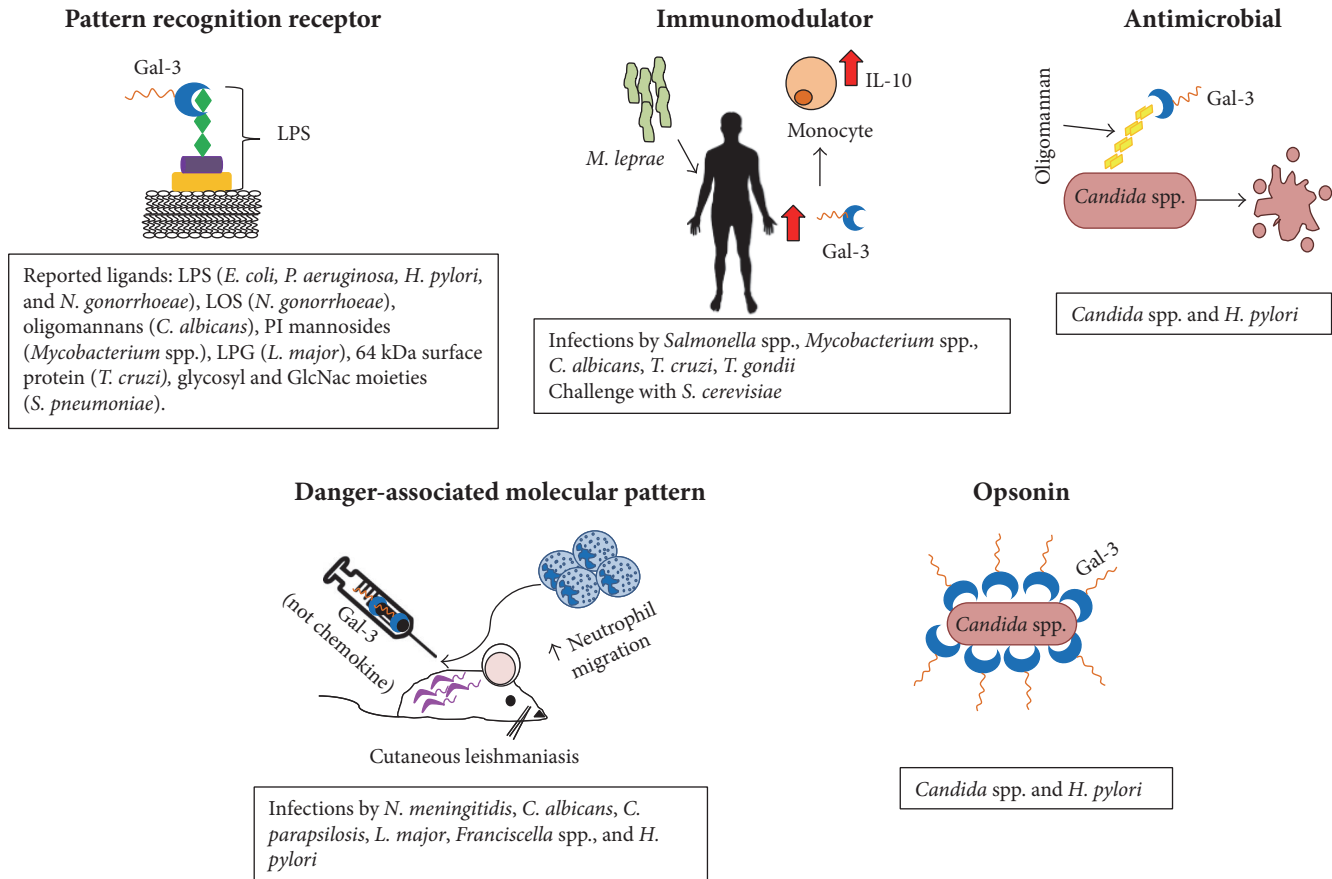 Pattern recognition receptor
Gal-3
LPS
Reported ligands: LPS (E. coli, P. aeruginosa, H. pylori,
and N. gonorrhoeae), LOS (N. gonorrhoeae),
oligomannans (C. albicans), PI mannosides
(Mycobacterium spp.), LPG (L. major), 64 kDa surface
protein (T. cruzi), glycosyl and GlcNac moieties
(S. pneumoniae).
Immunomodulator
M. leprae
IL-10
Monocyte
Gal-3
Infections by Salmonella spp., Mycobacterium spp.,
C. albicans, T. cruzi, T. gondii
Challenge with S. cerevisiae
Antimicrobial
Oligomannan
Gal-3
Candida spp.
Candida spp. and H. pylori
Danger-associated molecular pattern
Gal-3
(not chemokine)
↑ Neutrophil
migration
Cutaneous leishmaniasis
Infections by N. meningitidis, C. albicans, C.
parapsilosis, L. major, Franciscella spp., and H.
pylori
Opsonin
Gal-3
Candida spp.
Candida spp. and H. pylori